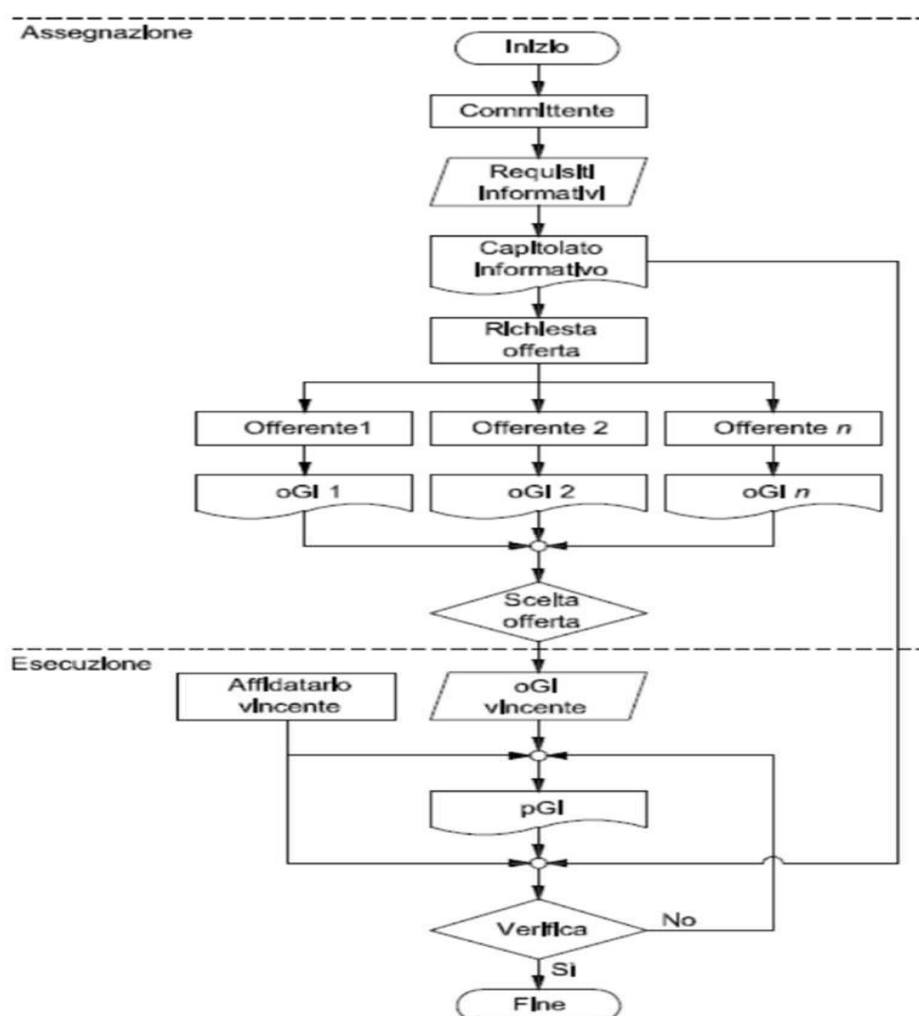 Assegnazione
Inizio
Committente
Requisiti
informativi
Capitolato
informativo
Richiesta
offerta
Offerente1
Offerente 2
Offerente n
oGI 1
oGI 2
oGI n
Scelta
offerta
Esecuzione
Affidatario
vincente
oGI
vincente
pGI
Verifica
No
Sì
Fine